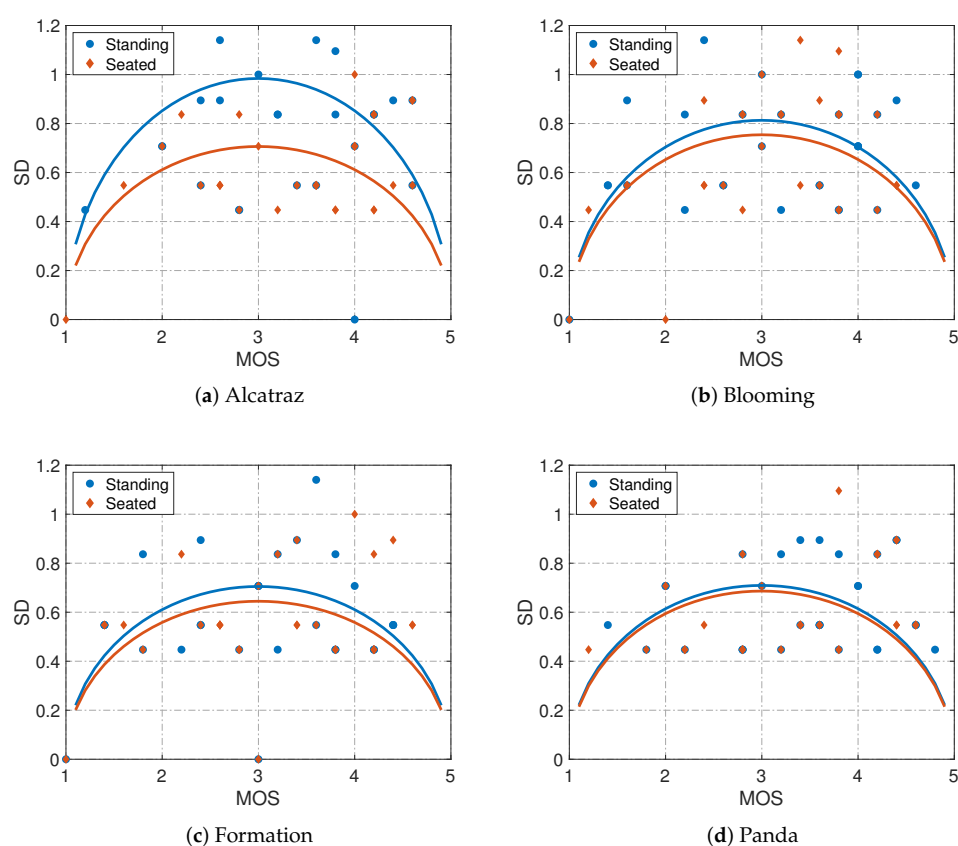 1.2
1
0.8
0.6
0.4
0.2
0
SD
Standing
Seated
1 2 3 4 5
MOS
(a) Alcatraz
1.2
1
0.8
0.6
0.4
0.2
0
SD
Standing
Seated
1 2 3 4 5
MOS
(b) Blooming
1.2
1
0.8
0.6
0.4
0.2
0
SD
Standing
Seated
1 2 3 4 5
MOS
(c) Formation
1.2
1
0.8
0.6
0.4
0.2
0
SD
Standing
Seated
1 2 3 4 5
MOS
(d) Panda